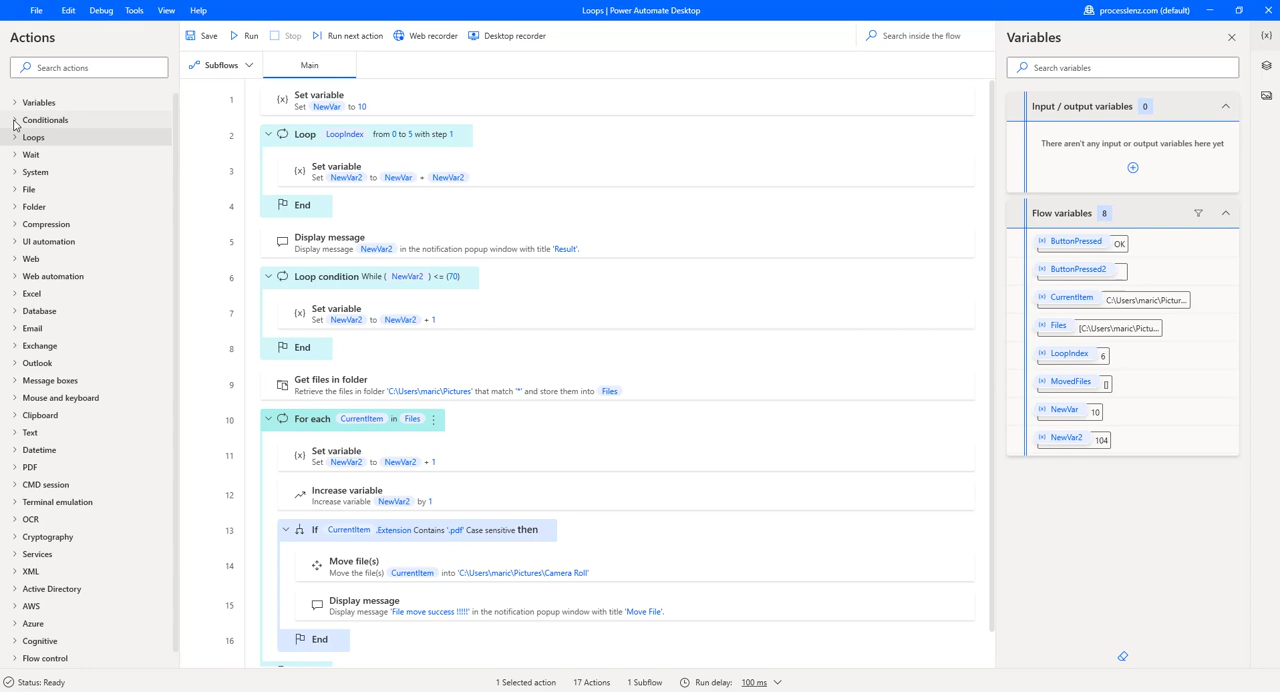 File Edit Debug Tools View Help Loops | Power Automate Desktop processlenz.com (default)
Actions
Search actions
Variables
Conditionals
Loops
Wait
System
File
Folder
Compression
UI automation
Web
Web automation
Excel
Database
Email
Exchange
Outlook
Message boxes
Mouse and keyboard
Clipboard
Text
Datetime
PDF
CMD session
Terminal emulation
OCR
Cryptography
Services
XML
Active Directory
AWS
Azure
Cognitive
Flow control
Save Run Stop Run next action Web recorder Desktop recorder Search inside the flow
Subflows Main
1 Set variable
Set NewVar to 10
2 Loop LoopIndex from 0 to 5 with step 1
3 Set variable
Set NewVar2 to NewVar + NewVar2
4 End
5 Display message
Display message NewVar2 in the notification popup window with title 'Result'.
6 Loop condition While ( NewVar2 ) <= (70)
7 Set variable
Set NewVar2 to NewVar2 + 1
8 End
9 Get files in folder
Retrieve the files in folder 'C:\Users\maric\Pictures' that match '*' and store them into Files
10 For each CurrentItem in Files
11 Set variable
Set NewVar2 to NewVar2 + 1
12 Increase variable
Increase variable NewVar2 by 1
13 If CurrentItem .Extension Contains '.pdf' Case sensitive then
14 Move file(s)
Move the file(s) CurrentItem into 'C:\Users\maric\Pictures\Camera Roll'
15 Display message
Display message 'File move success !!!!!' in the notification popup window with title 'Move File'.
16 End
Variables
{x}
Search variables
Input / output variables 0
There aren't any input or output variables here yet
Flow variables 8
(x) ButtonPressed OK
(x) ButtonPressed2
(x) CurrentItem C:\Users\maric\Pictur...
(x) Files [C:\Users\maric\Pictu...
(x) LoopIndex 6
(x) MovedFiles []
(x) NewVar 10
(x) NewVar2 104
Status: Ready 1 Selected action 17 Actions 1 Subflow Run delay: 100 ms